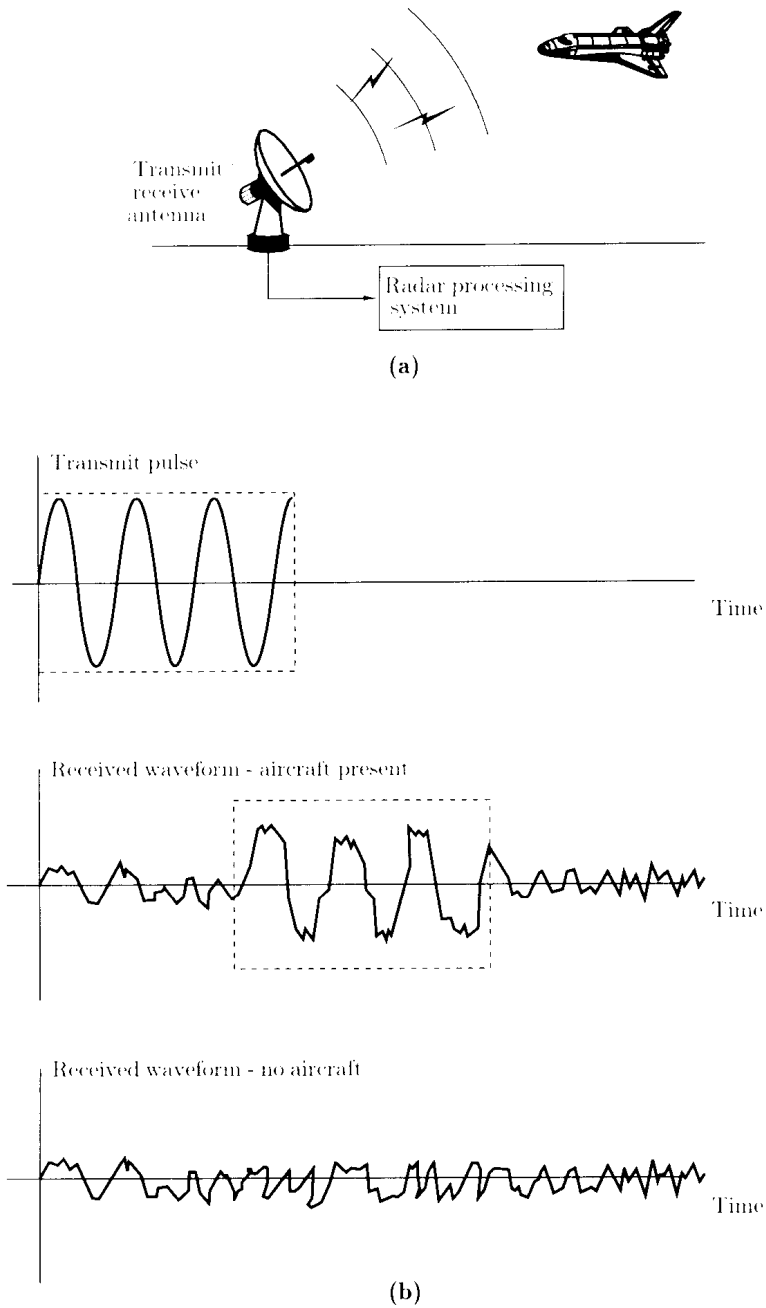 Transmit
receive
antenna
Radar processing
system
(a)
Transmit pulse
Time
Received waveform - aircraft present
Time
Received waveform - no aircraft
Time
(b)